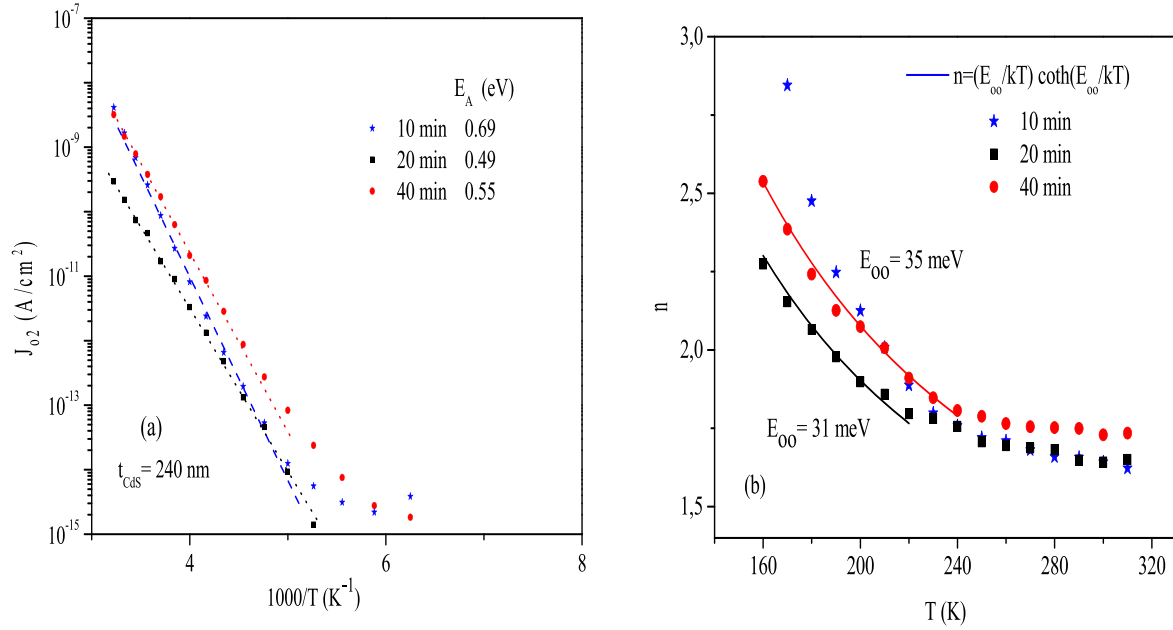 10⁻⁷
10⁻⁹
10⁻¹¹
10⁻¹³
10⁻¹⁵
J₀₂ (A/cm²)
E_A (eV)
10 min 0.69
20 min 0.49
40 min 0.55
(a)
t_CdS = 240 nm
4
6
8
1000/T (K⁻¹)
3,0
2,5
2,0
1,5
n
n=(E_oo/kT) coth(E_oo/kT)
10 min
20 min
40 min
E_oo = 35 meV
E_oo = 31 meV
(b)
160
200
240
280
320
T (K)